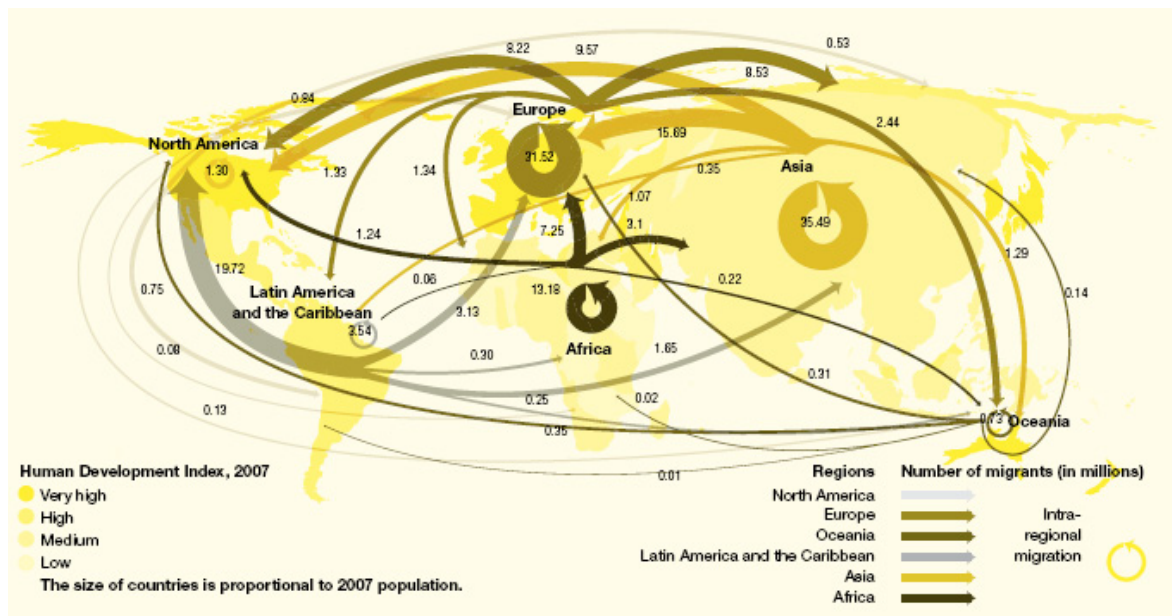 8.22
9.57
0.53
8.53
0.84
Europe
2.44
North America
15.69
31.52
Asia
1.30
1.33
1.34
0.35
1.07
35.49
7.25
3.1
1.24
1.29
19.72
0.75
0.06
13.18
0.22
0.14
Latin America
and the Caribbean
3.13
3.54
Africa
0.08
0.30
1.65
0.31
0.13
0.25
0.02
0.35
0.73
Oceania
0.01
Human Development Index, 2007
Very high
High
Medium
Low
The size of countries is proportional to 2007 population.
Regions
Number of migrants (in millions)
North America
Europe
Oceania
Latin America and the Caribbean
Asia
Africa
Intra-
regional
migration